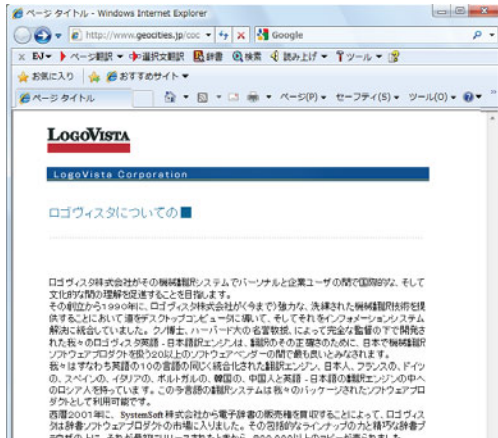 ページ タイトル - Windows Internet Explorer
http://www.geocities.jp/coc
Google
EJ ページ翻訳 選択文翻訳 辞書 検索 読み上げ ツール
お気に入り おすすめサイト
ページ タイトル ページ(P) セーフティ(S) ツール(O)
LOGOVISTA
LogoVista Corporation
ロゴヴィスタについての■
ロゴヴィスタ株式会社がその機械翻訳システムでパーソナルと企業ユーザの間で国際的な、そして
文化的な間の理解を促進することを目指します。
その創立から1990年に、ロゴヴィスタ株式会社が(今まで)強力な、洗練された機械翻訳技術を提
供することにおいて道をデスクトップコンピュータに導いて、そしてそれをインフォメーションシステム
解決に統合していました。クノ博士、ハーバード大の名誉教授、によって完全な監督の下で開発さ
れた我々のロゴヴィスタ英語 - 日本語翻訳エンジンは、翻訳のその正確さのために、日本で機械翻訳
ソフトウェアプロダクトを扱う20以上のソフトウェアベンダーの間で最も良いとみなされます。
我々はすなわち英語の10の言語の同じく統合化された翻訳エンジン、日本人、フランスの、ドイツ
の、スペインの、イタリアの、ポルトガルの、韓国の、中国人と英語 - 日本語の翻訳エンジンの中へ
のロシア人を持っています。この多言語の翻訳システムは我々のパッケージされたソフトウェアプロ
ダクトとして利用可能です。
西暦2001年に、SystemSoft 株式会社から電子辞書の販売権を買収することによって、ロゴヴィス
タは辞書ソフトウェアプロダクトの市場に入りました。その包括的なラインナップの力と精巧な辞書ブ